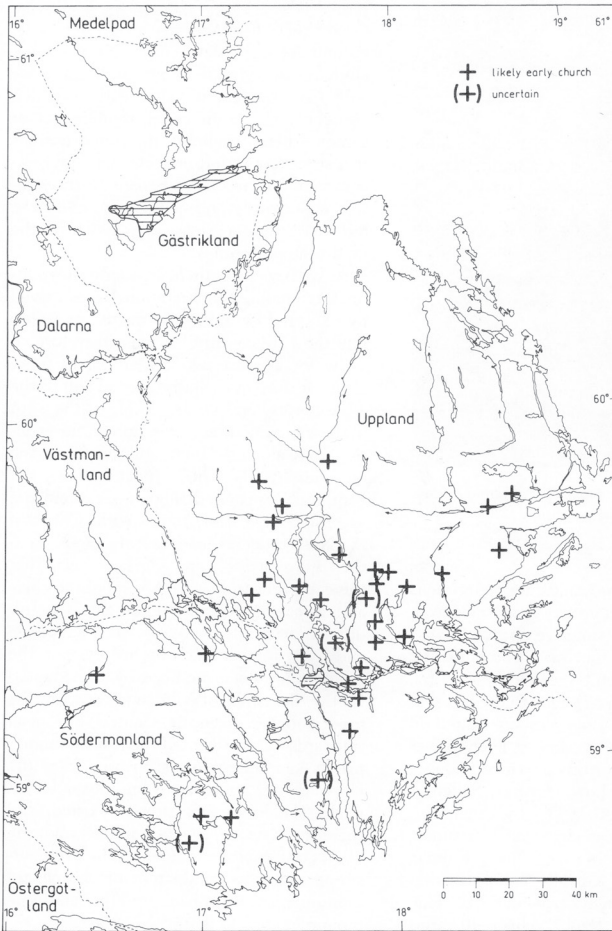 16° 17° 18° 19° 61°
Medelpad
61°
likely early church
uncertain
Gästrikland
Dalarna
60°
60°
Uppland
Västman-
land
Södermanland
59°
59°
Östergöt-
land
0 10 20 30 40 km
16° 17° 18°